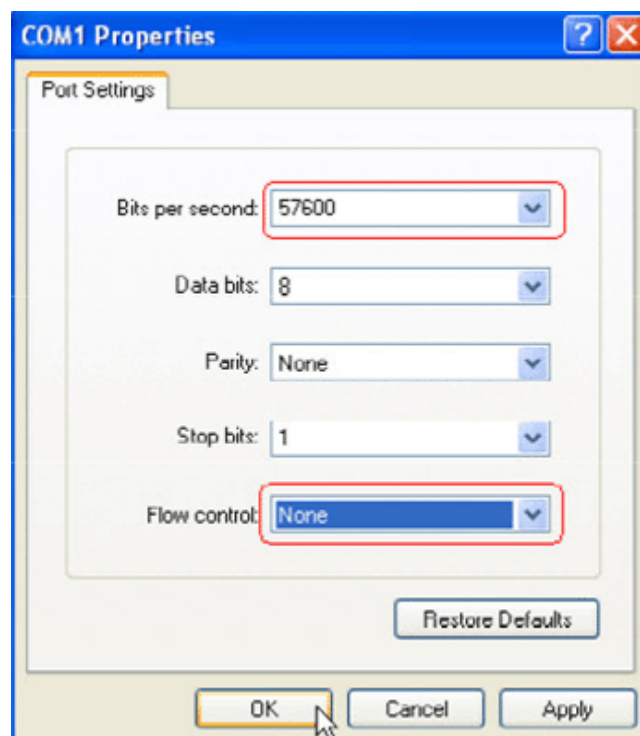 COM1 Properties
Port Settings
Bits per second: 57600
Data bits: 8
Parity: None
Stop bits: 1
Flow control: None
Restore Defaults
OK Cancel Apply